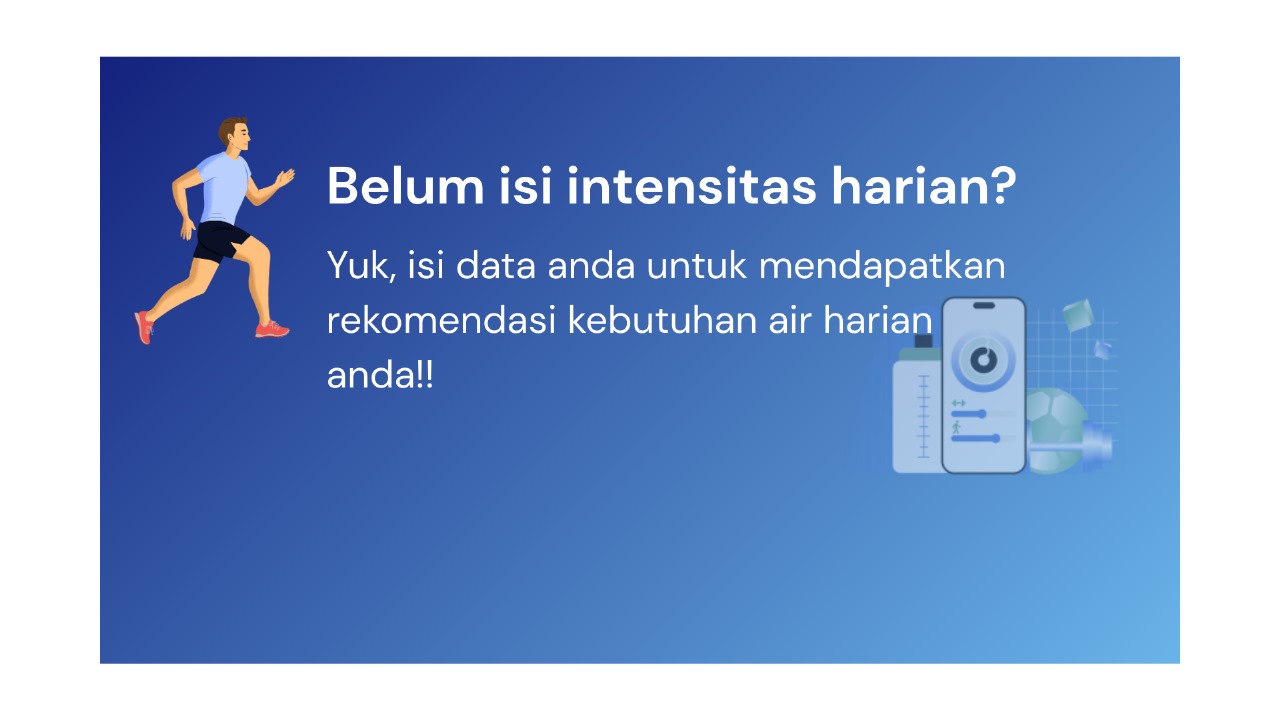 Belum isi intensitas harian?
Yuk, isi data anda untuk mendapatkan
rekomendasi kebutuhan air harian
anda!!